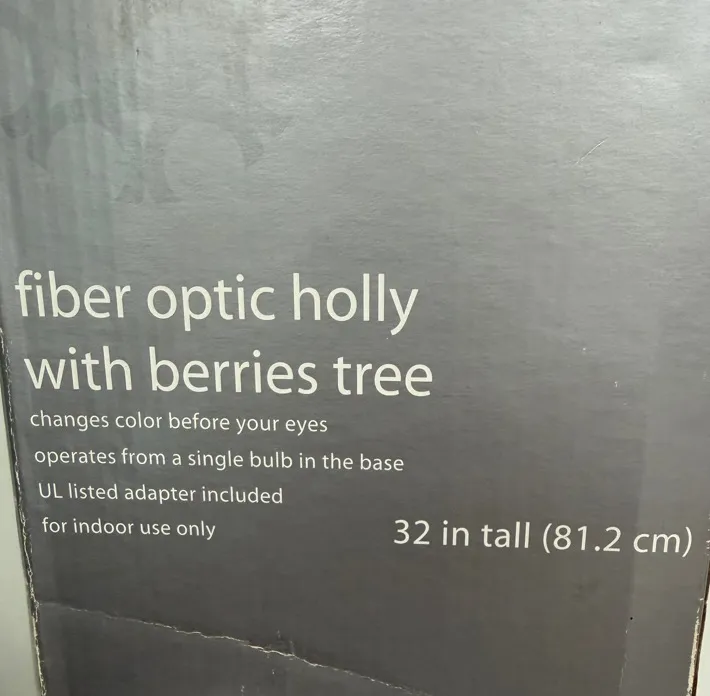 fiber optic holly
with berries tree
changes color before your eyes
operates from a single bulb in the base
UL listed adapter included
for indoor use only
32 in tall (81.2 cm)